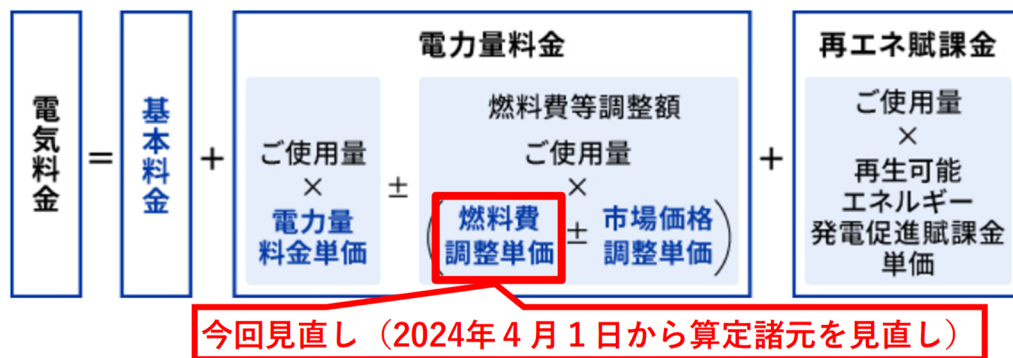 電気料金
=
基本料金
+
電力量料金
ご使用量
×
電力量
料金単価
±
燃料費等調整額
ご使用量
×
(燃料費
調整単価
±
市場価格
調整単価)
+
再エネ賦課金
ご使用量
×
再生可能
エネルギー
発電促進賦課金
単価
今回見直し（2024年４月１日から算定諸元を見直し）